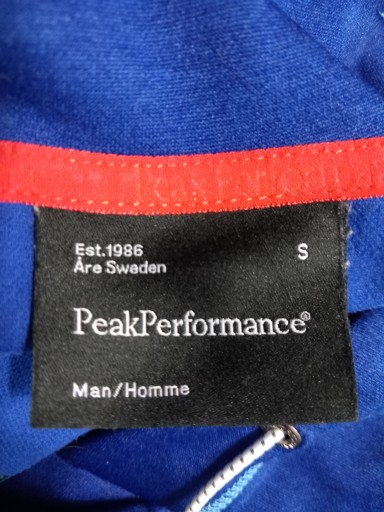 Est.1986
S
Åre Sweden
PeakPerformance®
Man/Homme